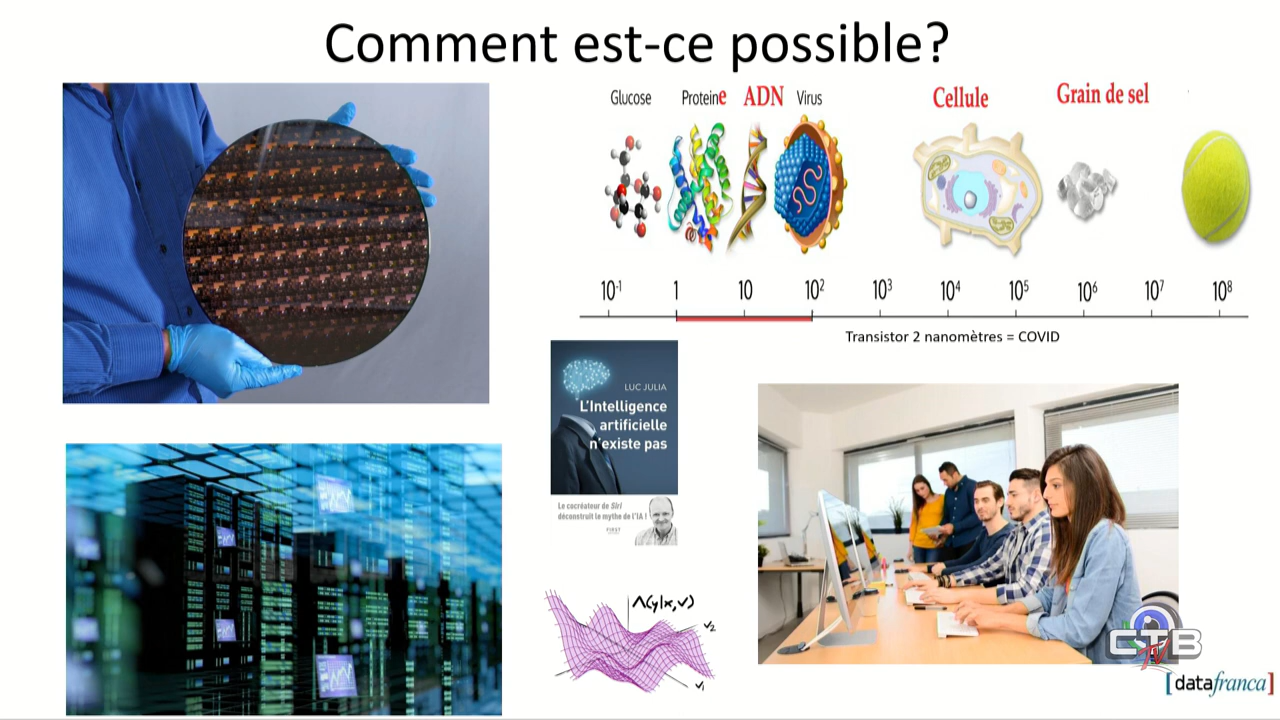 Comment est-ce possible?
Glucose Proteine ADN Virus Cellule Grain de sel
10⁻¹ 1 10 10² 10³ 10⁴ 10⁵ 10⁶ 10⁷ 10⁸
Transistor 2 nanomètres = COVID
LUC JULIA
L'Intelligence
artificielle
n'existe pas
Le cocréateur de Siri
déconstruit le mythe de l'IA !
FIRST
Λ(y|x,v)
v₂
v₁
CTB
TV
[datafranca]